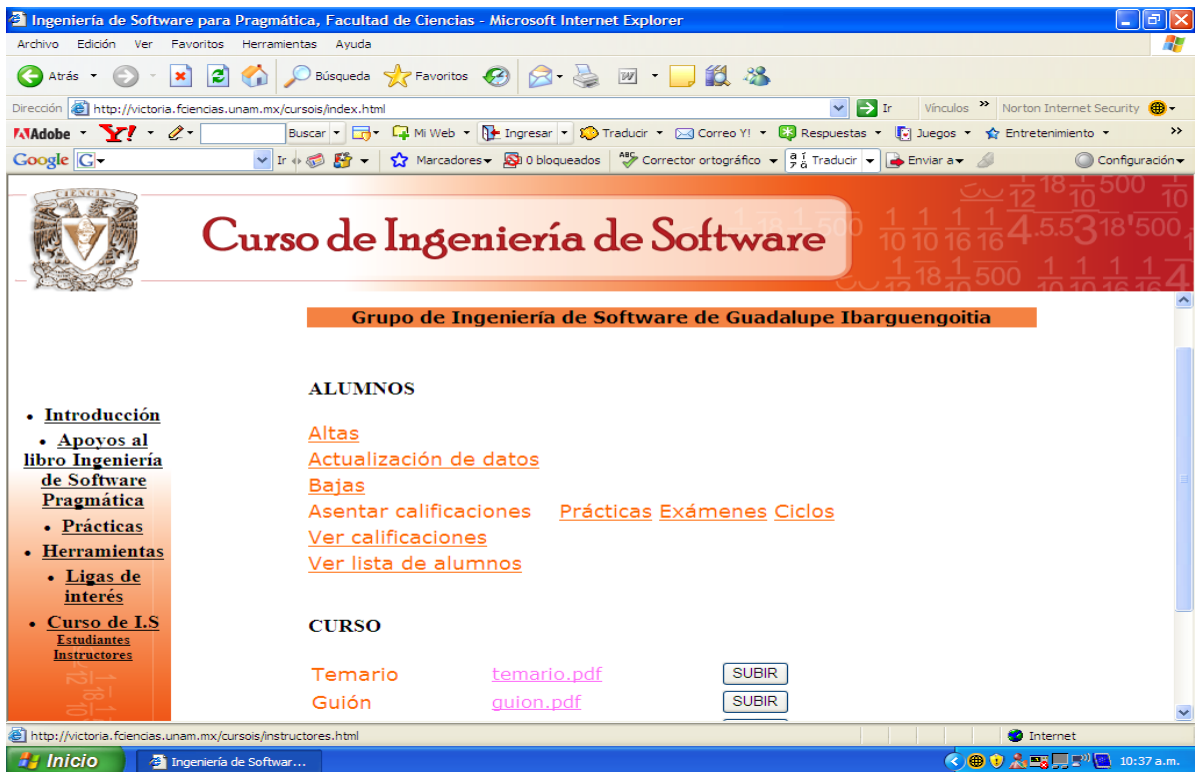 Ingeniería de Software para Pragmática, Facultad de Ciencias - Microsoft Internet Explorer
Archivo Edición Ver Favoritos Herramientas Ayuda
Atrás Búsqueda Favoritos
Dirección http://victoria.fciencias.unam.mx/cursois/index.html Ir Vínculos » Norton Internet Security
Adobe Y! Buscar Mi Web Ingresar Traducir Correo Y! Respuestas Juegos Entretenimiento »
Google G Ir Marcadores 0 bloqueados Corrector ortográfico Traducir Enviar a Configuración
CIENCIAS
Curso de Ingeniería de Software
Grupo de Ingeniería de Software de Guadalupe Ibarguengoitia
• Introducción
• Apoyos al
libro Ingeniería
de Software
Pragmática
• Prácticas
• Herramientas
• Ligas de
interés
• Curso de I.S
Estudiantes
Instructores
ALUMNOS
Altas
Actualización de datos
Bajas
Asentar calificaciones Prácticas Exámenes Ciclos
Ver calificaciones
Ver lista de alumnos
CURSO
Temario temario.pdf SUBIR
Guión guion.pdf SUBIR
http://victoria.fciencias.unam.mx/cursois/instructores.html Internet
Inicio Ingeniería de Softwar... 10:37 a.m.